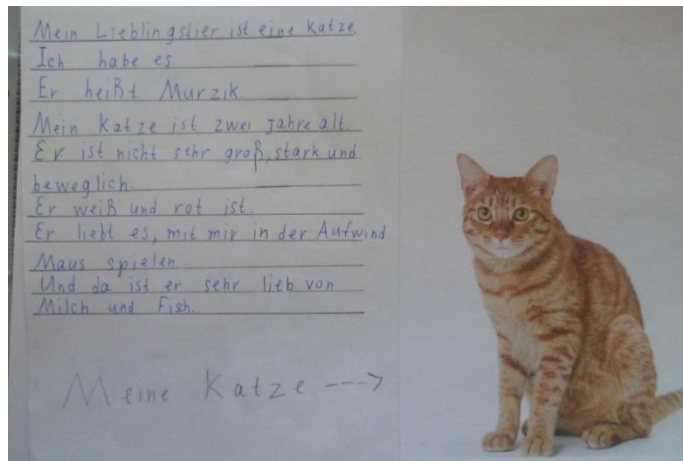 Mein Lieblingstier ist eine Katze.
Ich habe es
Er heißt Murzik
Mein Katze ist zwei jahre alt
Er ist nicht sehr groß, stark und
beweglich.
Er weiß und rot ist.
Er liebt es, mit mir in der Aufwind
Maus spielen
Und da ist er sehr lieb von
Milch und Fish.
Meine Katze --->